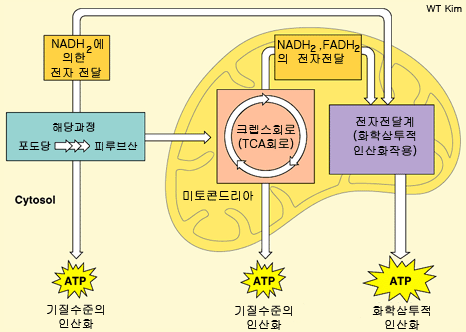 WT Kim
NADH2에
의한
전자 전달
NADH2 ,FADH2
의 전자전달
해당과정
포도당 피루브산
크렙스회로
(TCA회로)
전자전달계
(화학삼투적
인산화작용)
미토콘드리아
Cytosol
ATP
ATP
ATP
기질수준의
인산화
기질수준의
인산화
화학삼투적
인산화